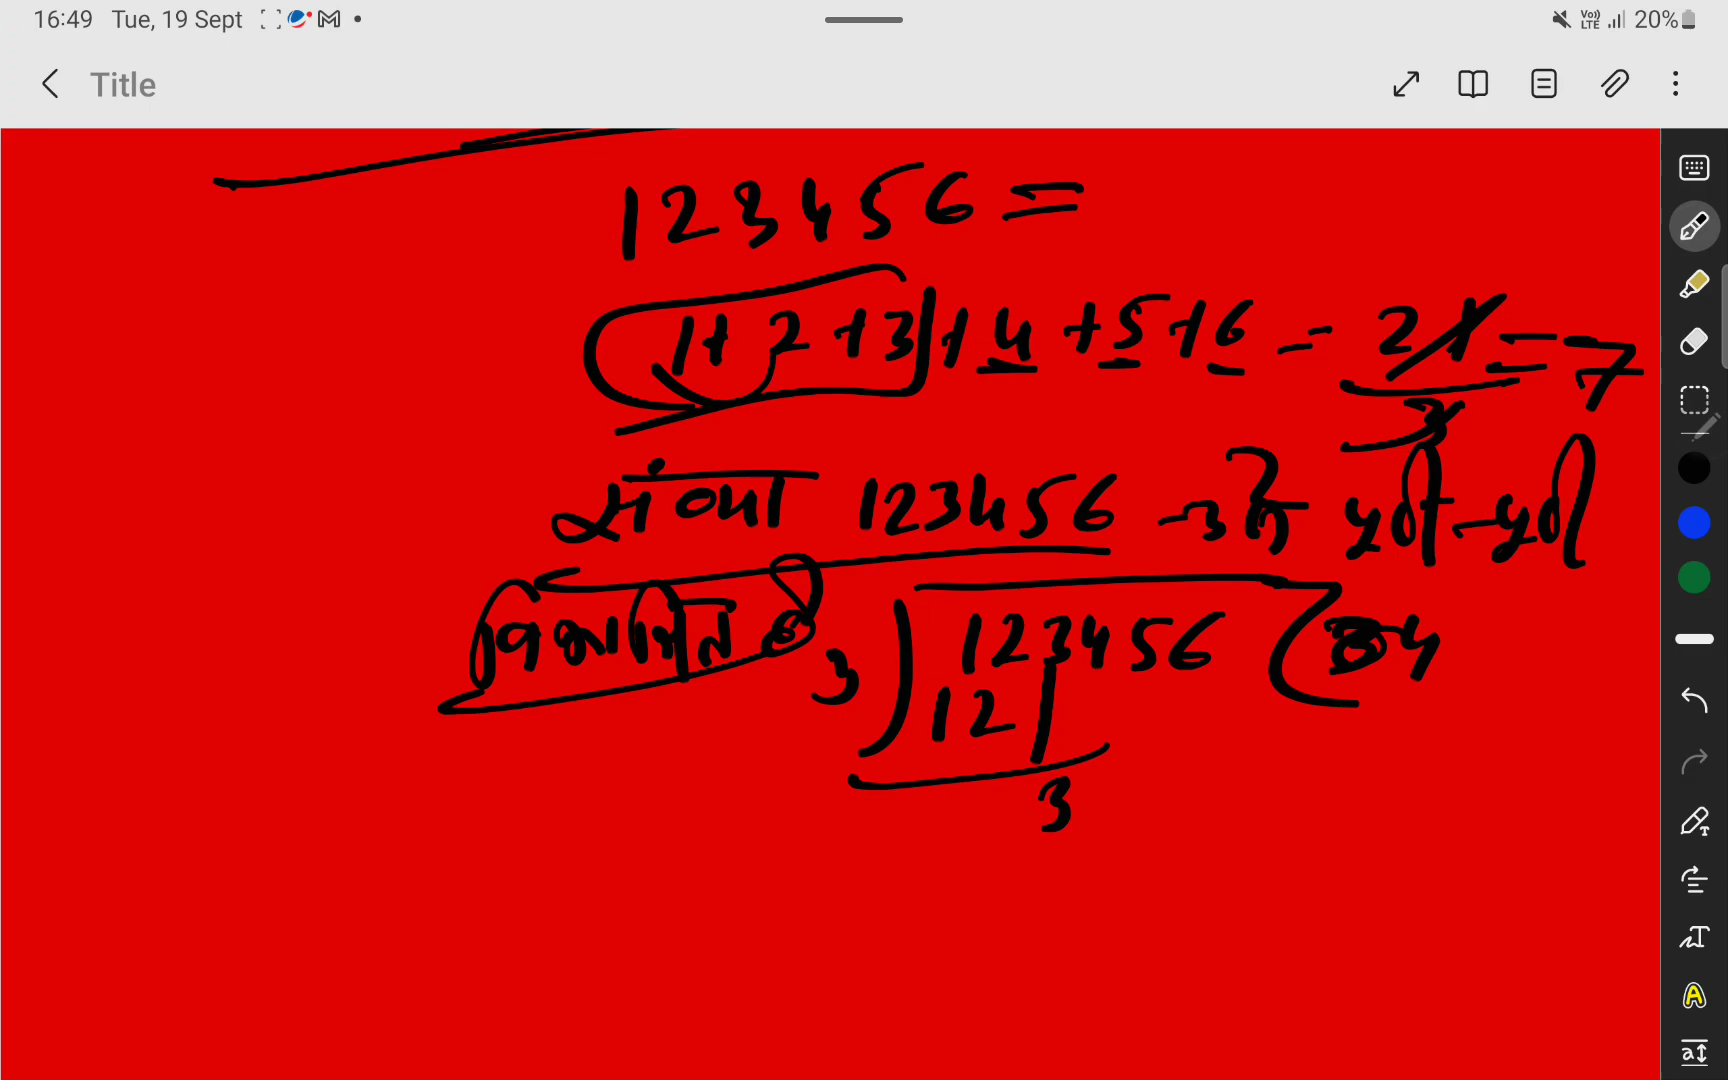 16:49 Tue, 19 Sept 20%
Title
123456 =
1+2+3+4+5+6 = 21/3 = 7
संख्या 123456 - 3 से
विभाजित है
3) 123456 (4
12
3